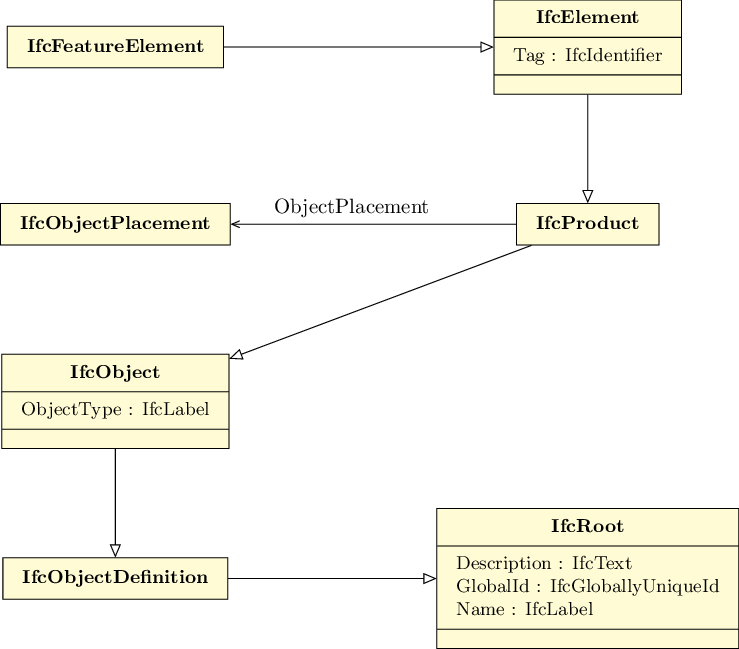 IfcFeatureElement
IfcElement
Tag : IfcIdentifier
ObjectPlacement
IfcObjectPlacement
IfcProduct
IfcObject
ObjectType : IfcLabel
IfcObjectDefinition
IfcRoot
Description : IfcText
GlobalId : IfcGloballyUniqueId
Name : IfcLabel